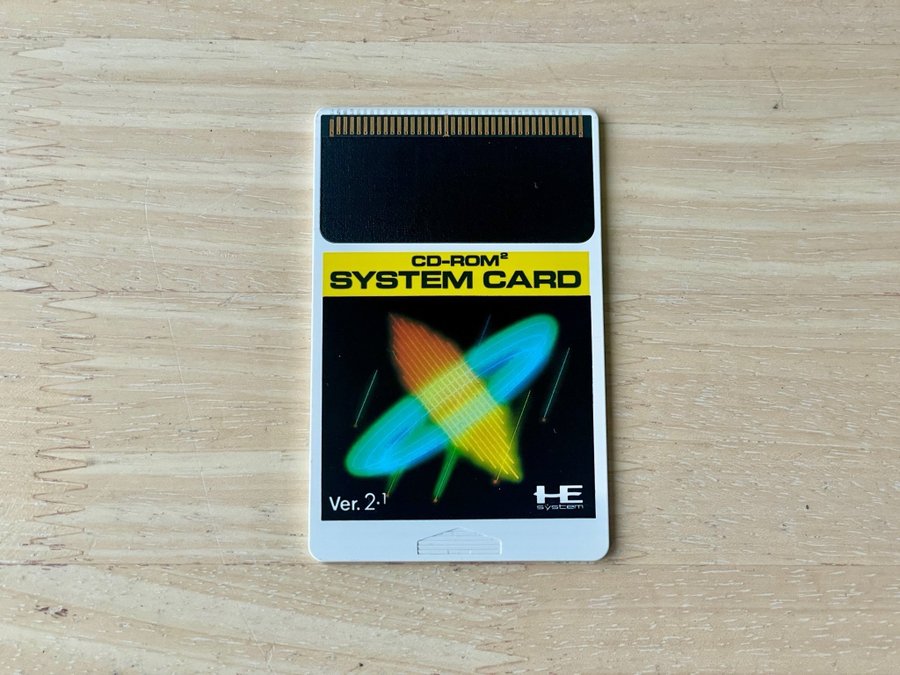 CD-ROM²
SYSTEM CARD
Ver. 2.1
HE
system